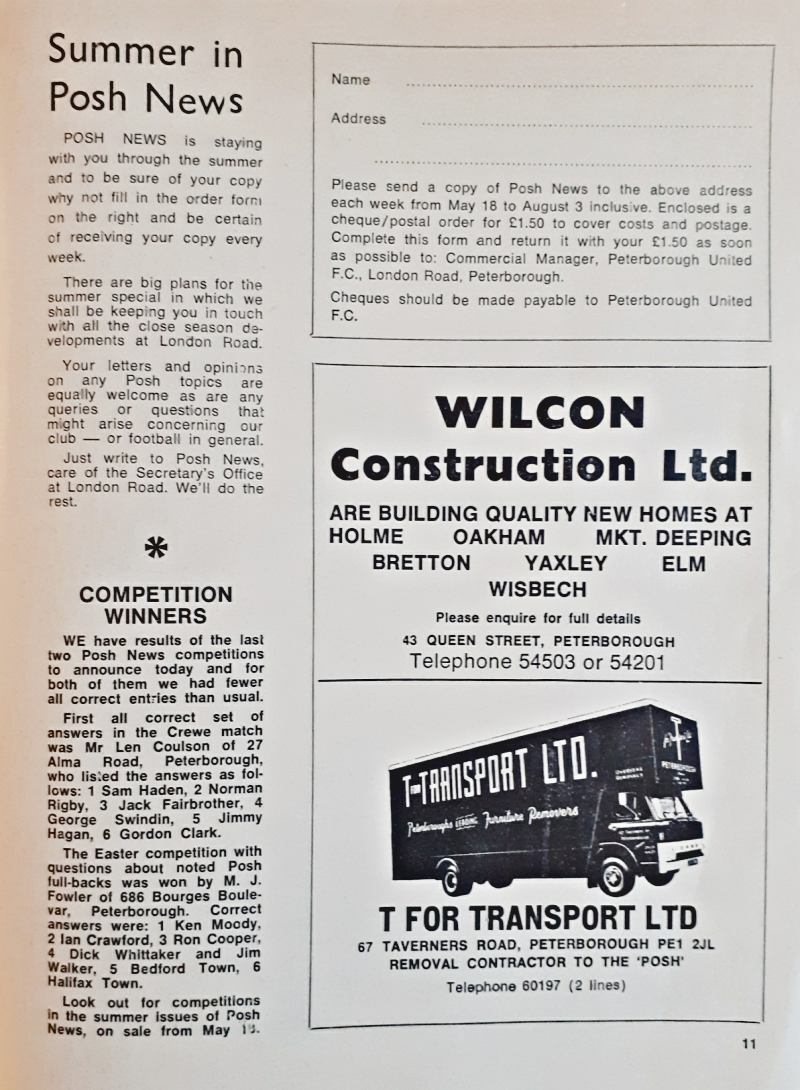 Summer in
Posh News
POSH NEWS is staying
with you through the summer
and to be sure of your copy
why not fill in the order form
on the right and be certain
of receiving your copy every
week.
There are big plans for the
summer special in which we
shall be keeping you in touch
with all the close season de-
velopments at London Road.
Your letters and opinions
on any Posh topics are
equally welcome as are any
queries or questions that
might arise concerning our
club — or football in general.
Just write to Posh News,
care of the Secretary's Office
at London Road. We'll do the
rest.
*
COMPETITION
WINNERS
WE have results of the last
two Posh News competitions
to announce today and for
both of them we had fewer
all correct entries than usual.
First all correct set of
answers in the Crewe match
was Mr Len Coulson of 27
Alma Road, Peterborough,
who listed the answers as fol-
lows: 1 Sam Haden, 2 Norman
Rigby, 3 Jack Fairbrother, 4
George Swindin, 5 Jimmy
Hagan, 6 Gordon Clark.
The Easter competition with
questions about noted Posh
full-backs was won by M. J.
Fowler of 686 Bourges Boule-
var, Peterborough. Correct
answers were: 1 Ken Moody,
2 Ian Crawford, 3 Ron Cooper,
4 Dick Whittaker and Jim
Walker, 5 Bedford Town, 6
Halifax Town.
Look out for competitions
in the summer issues of Posh
News, on sale from May
Name
Address
Please send a copy of Posh News to the above address
each week from May 18 to August 3 inclusive. Enclosed is a
cheque/postal order for £1.50 to cover costs and postage.
Complete this form and return it with your £1.50 as soon
as possible to: Commercial Manager, Peterborough United
F.C., London Road, Peterborough.
Cheques should be made payable to Peterborough United
F.C.
WILCON
Construction Ltd.
ARE BUILDING QUALITY NEW HOMES AT
HOLME OAKHAM MKT. DEEPING
BRETTON YAXLEY ELM
WISBECH
Please enquire for full details
43 QUEEN STREET, PETERBOROUGH
Telephone 54503 or 54201
T FOR TRANSPORT LTD.
Peterboroughs LEADING Furniture Removers
OVERSEAS
REMOVALS
T
PETERBOROUGH
T FOR TRANSPORT LTD
67 TAVERNERS ROAD, PETERBOROUGH PE1 2JL
REMOVAL CONTRACTOR TO THE 'POSH'
Telephone 60197 (2 lines)
11